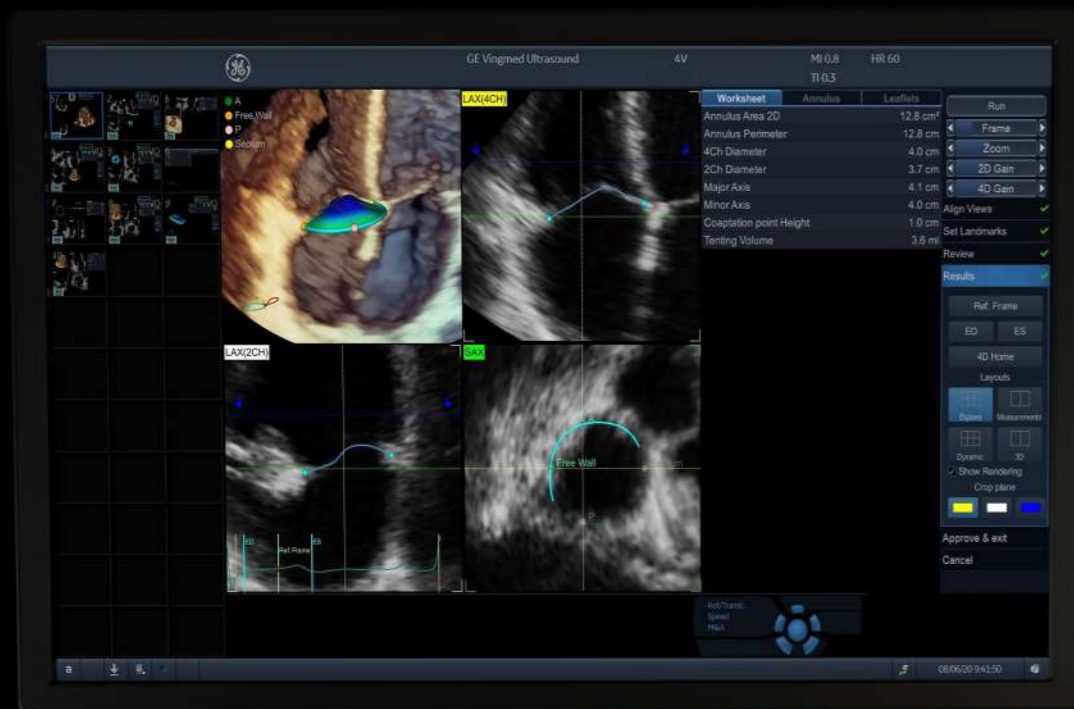 GE Vingmed Ultrasound 4V MI 0.8 HR 60
TI 0.3
A
Free Wall
P
Septum
LAX(4CH)
Worksheet Annulus Leaflets
Annulus Area 2D 12.8 cm²
Annulus Perimeter 12.8 cm
4Ch Diameter 4.0 cm
2Ch Diameter 3.7 cm
Major Axis 4.1 cm
Minor Axis 4.0 cm
Coaptation point Height 1.0 cm
Tenting Volume 3.6 ml
Run
Frame
Zoom
2D Gain
4D Gain
Align Views
Set Landmarks
Review
Results
Ref. Frame
ED ES
4D Home
Layouts
Biplane Measurements
Dynamic 3D
Show Rendering
Crop plane
Approve & exit
Cancel
LAX(2CH)
ED Ref.Frame ES
SAX
Free Wall
P
Rot/Transl.
Speed
M&A
a
08/06/20 9:41:50